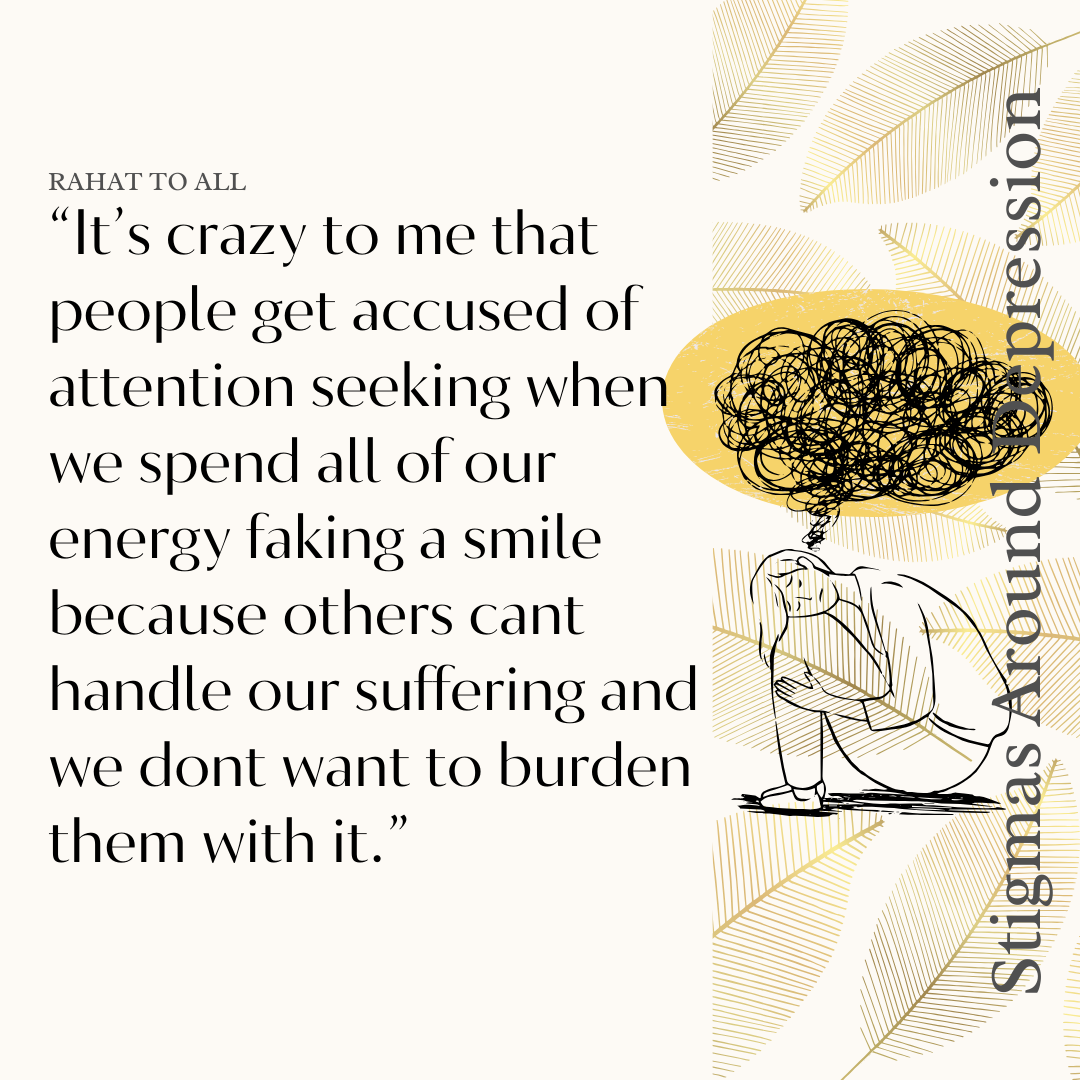 RAHAT TO ALL
“It’s crazy to me that
people get accused of
attention seeking when
we spend all of our
energy faking a smile
because others cant
handle our suffering and
we dont want to burden
them with it.”
Stigmas Around Depression